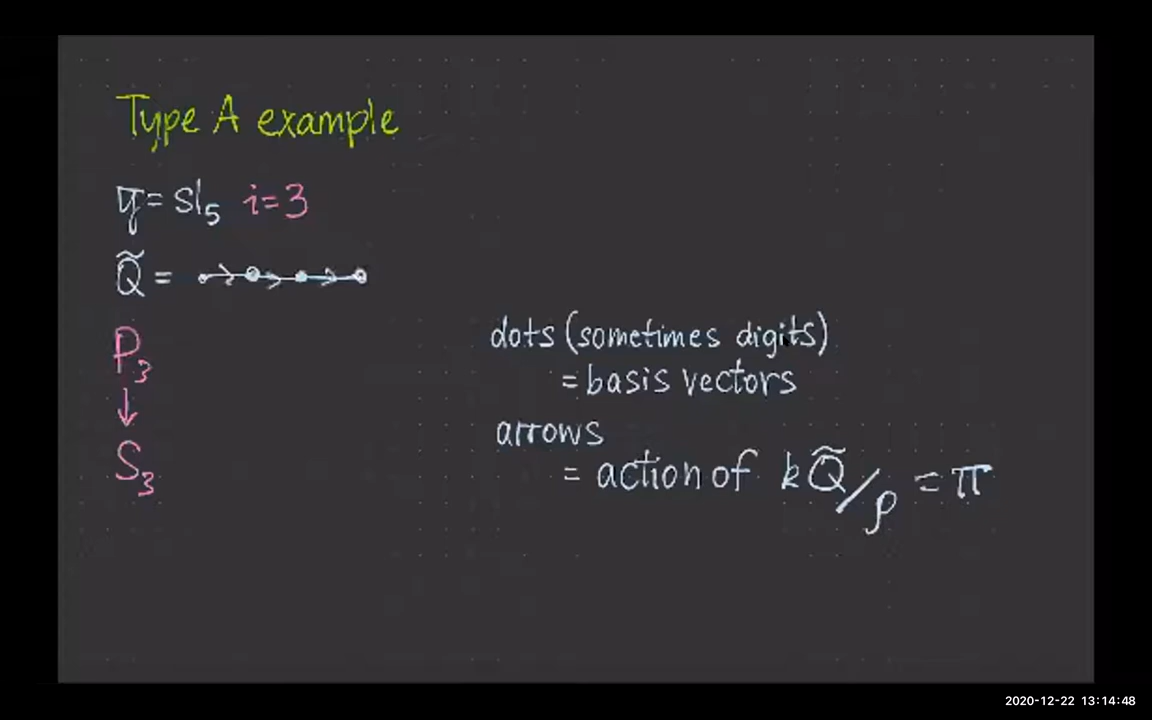 Type A example
𝔤 = sl₅ i = 3
Q̃ =
P₃
↓
S₃
dots (sometimes digits)
= basis vectors
arrows
= action of kQ̃/ρ = π
2020-12-22 13:14:48